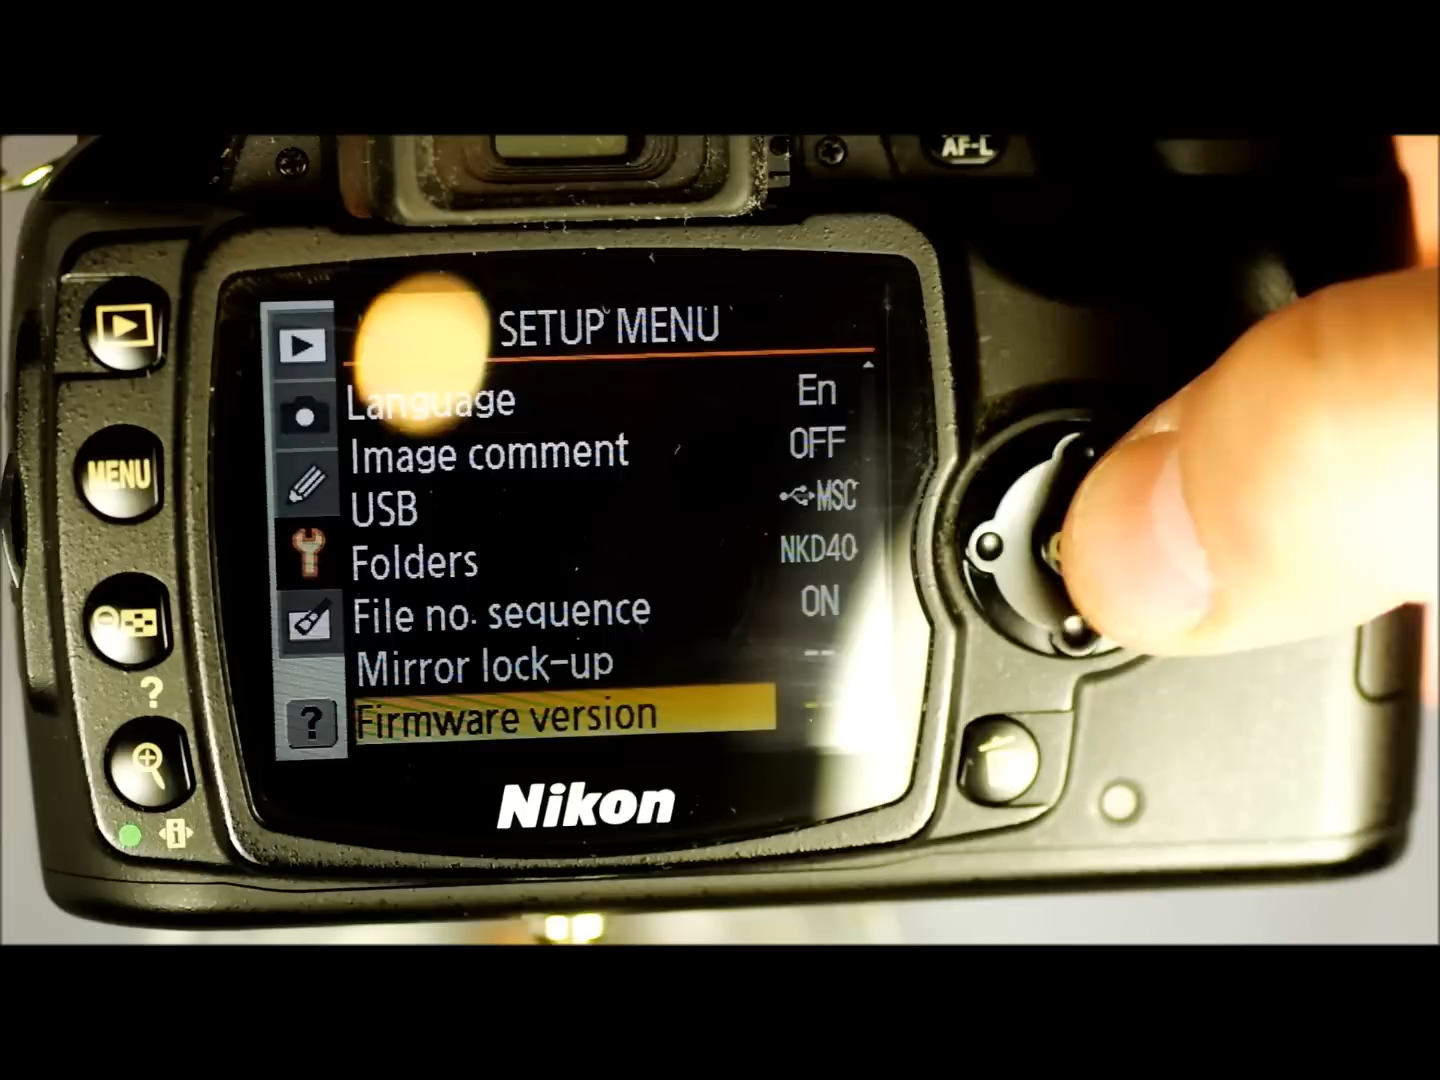 AF-L
SETUP MENU
Language En
Image comment OFF
MENU
USB MSC
Folders NKD40
File no. sequence ON
Mirror lock-up --
?
? Firmware version --
Nikon